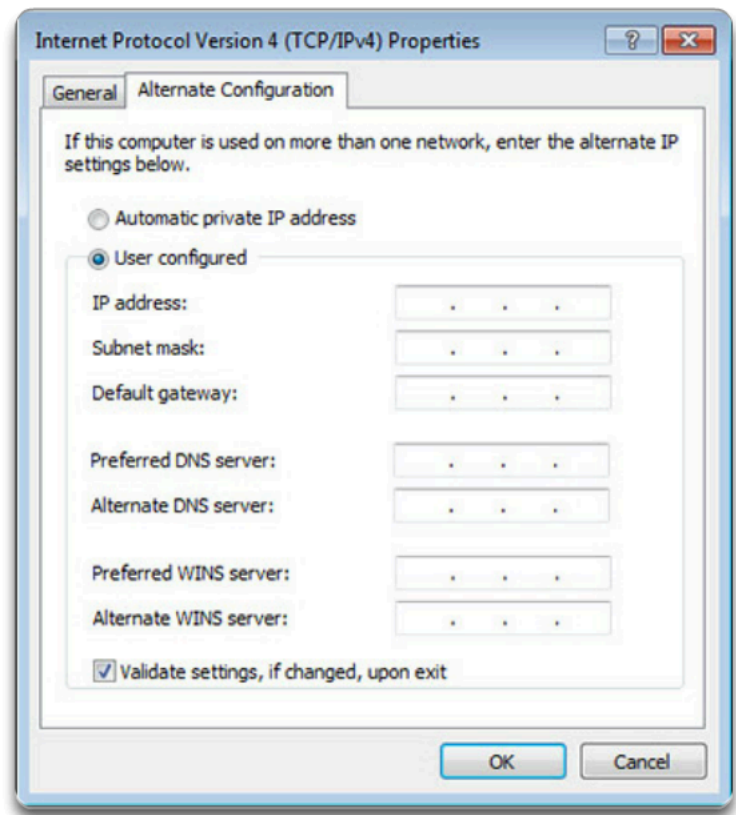 Internet Protocol Version 4 (TCP/IPv4) Properties
General Alternate Configuration
If this computer is used on more than one network, enter the alternate IP
settings below.
Automatic private IP address
User configured
IP address: . . .
Subnet mask: . . .
Default gateway: . . .
Preferred DNS server: . . .
Alternate DNS server: . . .
Preferred WINS server: . . .
Alternate WINS server: . . .
Validate settings, if changed, upon exit
OK Cancel